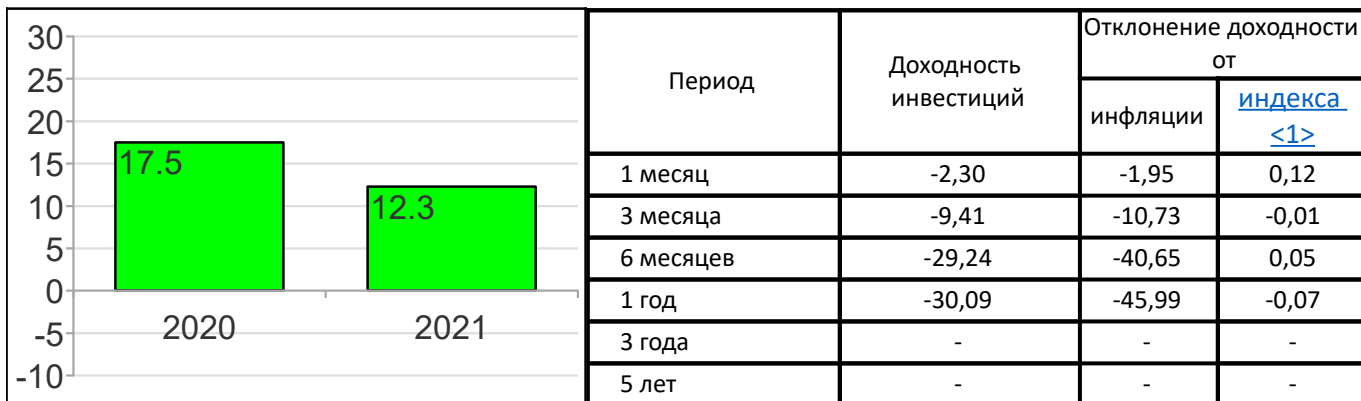 30
25
20
15
10
5
0
-5
-10
17.5
12.3
2020
2021
Период
Доходность
инвестиций
Отклонение доходности
от
инфляции
индекса
<1>
1 месяц -2,30 -1,95 0,12
3 месяца -9,41 -10,73 -0,01
6 месяцев -29,24 -40,65 0,05
1 год -30,09 -45,99 -0,07
3 года - - -
5 лет - - -